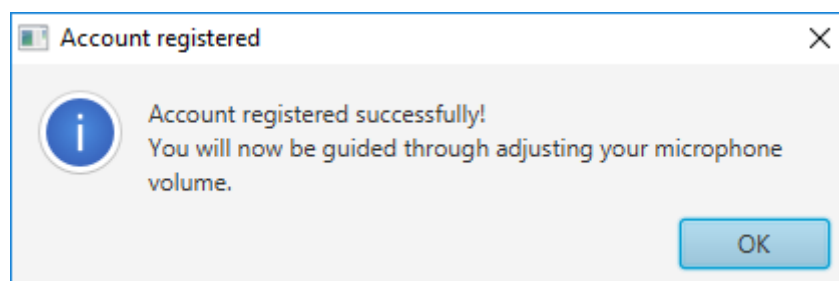 Account registered
Account registered successfully!
You will now be guided through adjusting your microphone
volume.
OK